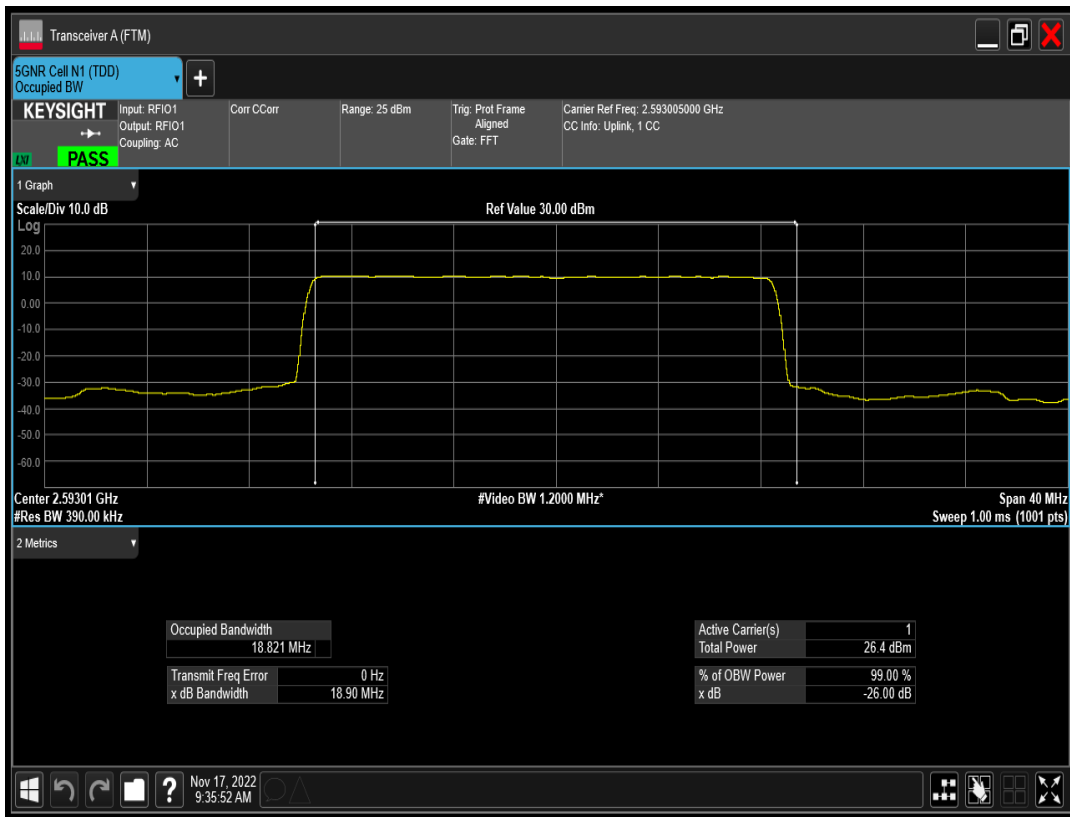 Transceiver A (FTM)
5GNR Cell N1 (TDD)
Occupied BW
KEYSIGHT
LXI
PASS
Input: RFIO1
Output: RFIO1
Coupling: AC
Corr CCorr
Range: 25 dBm
Trig: Prot Frame
Aligned
Gate: FFT
Carrier Ref Freq: 2.593005000 GHz
CC Info: Uplink, 1 CC
1 Graph
Scale/Div 10.0 dB
Ref Value 30.00 dBm
Log
20.0
10.0
0.00
-10.0
-20.0
-30.0
-40.0
-50.0
-60.0
Center 2.59301 GHz
#Video BW 1.2000 MHz*
Span 40 MHz
#Res BW 390.00 kHz
Sweep 1.00 ms (1001 pts)
2 Metrics
Occupied Bandwidth
18.821 MHz
Transmit Freq Error 0 Hz
x dB Bandwidth 18.90 MHz
Active Carrier(s) 1
Total Power 26.4 dBm
% of OBW Power 99.00 %
x dB -26.00 dB
?
Nov 17, 2022
9:35:52 AM